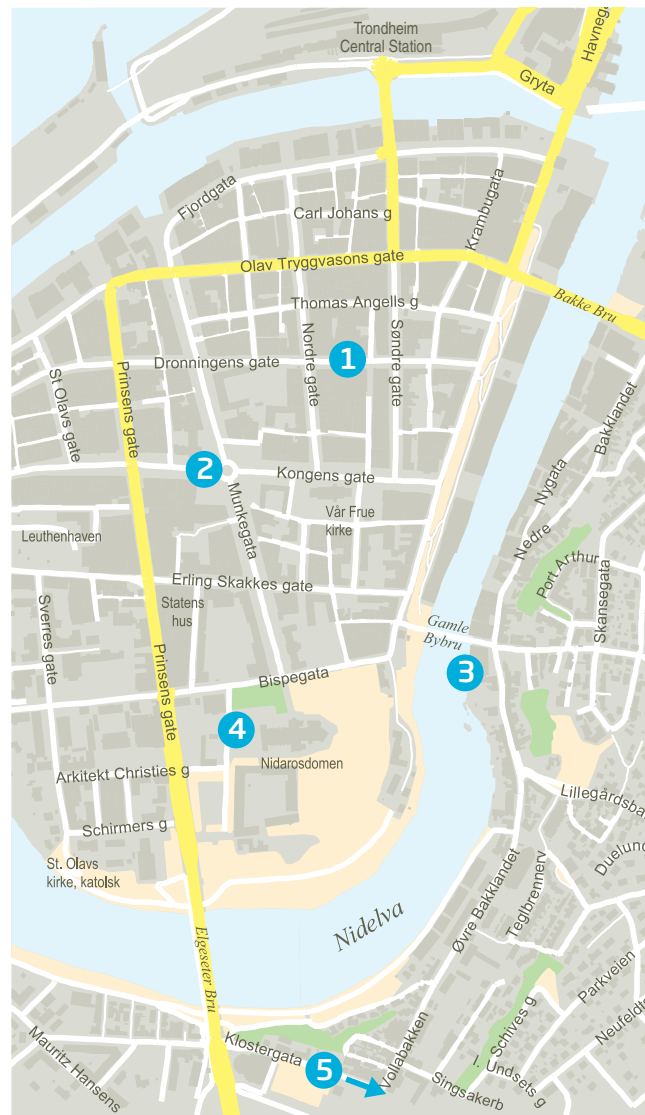 Trondheim
Central Station
Havneg
Gryta
Fjordgata
Carl Johans g
Krambugata
Olav Tryggvasons gate
Bakke Bru
Thomas Angells g
Nordre gate
Søndre gate
1
Dronningens gate
Prinsens gate
St Olavs gate
Bakklandet
2
Kongens gate
Munkegata
Nygata
Nedre
Vår Frue
kirke
Leuthenhaven
Port Arthur
Skansegata
Erling Skakkes gate
Statens
hus
Sverres gate
Gamle
Bybru
3
Prinsens gate
Bispegata
4
Nidarosdomen
Arkitekt Christies g
Lillegårdsba
Schirmers g
Duelund
St. Olavs
kirke, katolsk
Teglbrennerv
Øvre Bakklandet
Nidelva
Elgeseter Bru
Parkveien
Neufeldts
Schives g
Klostergata
5
Vollabakken
I. Undsets g
Singsakerb
Mauritz Hansens